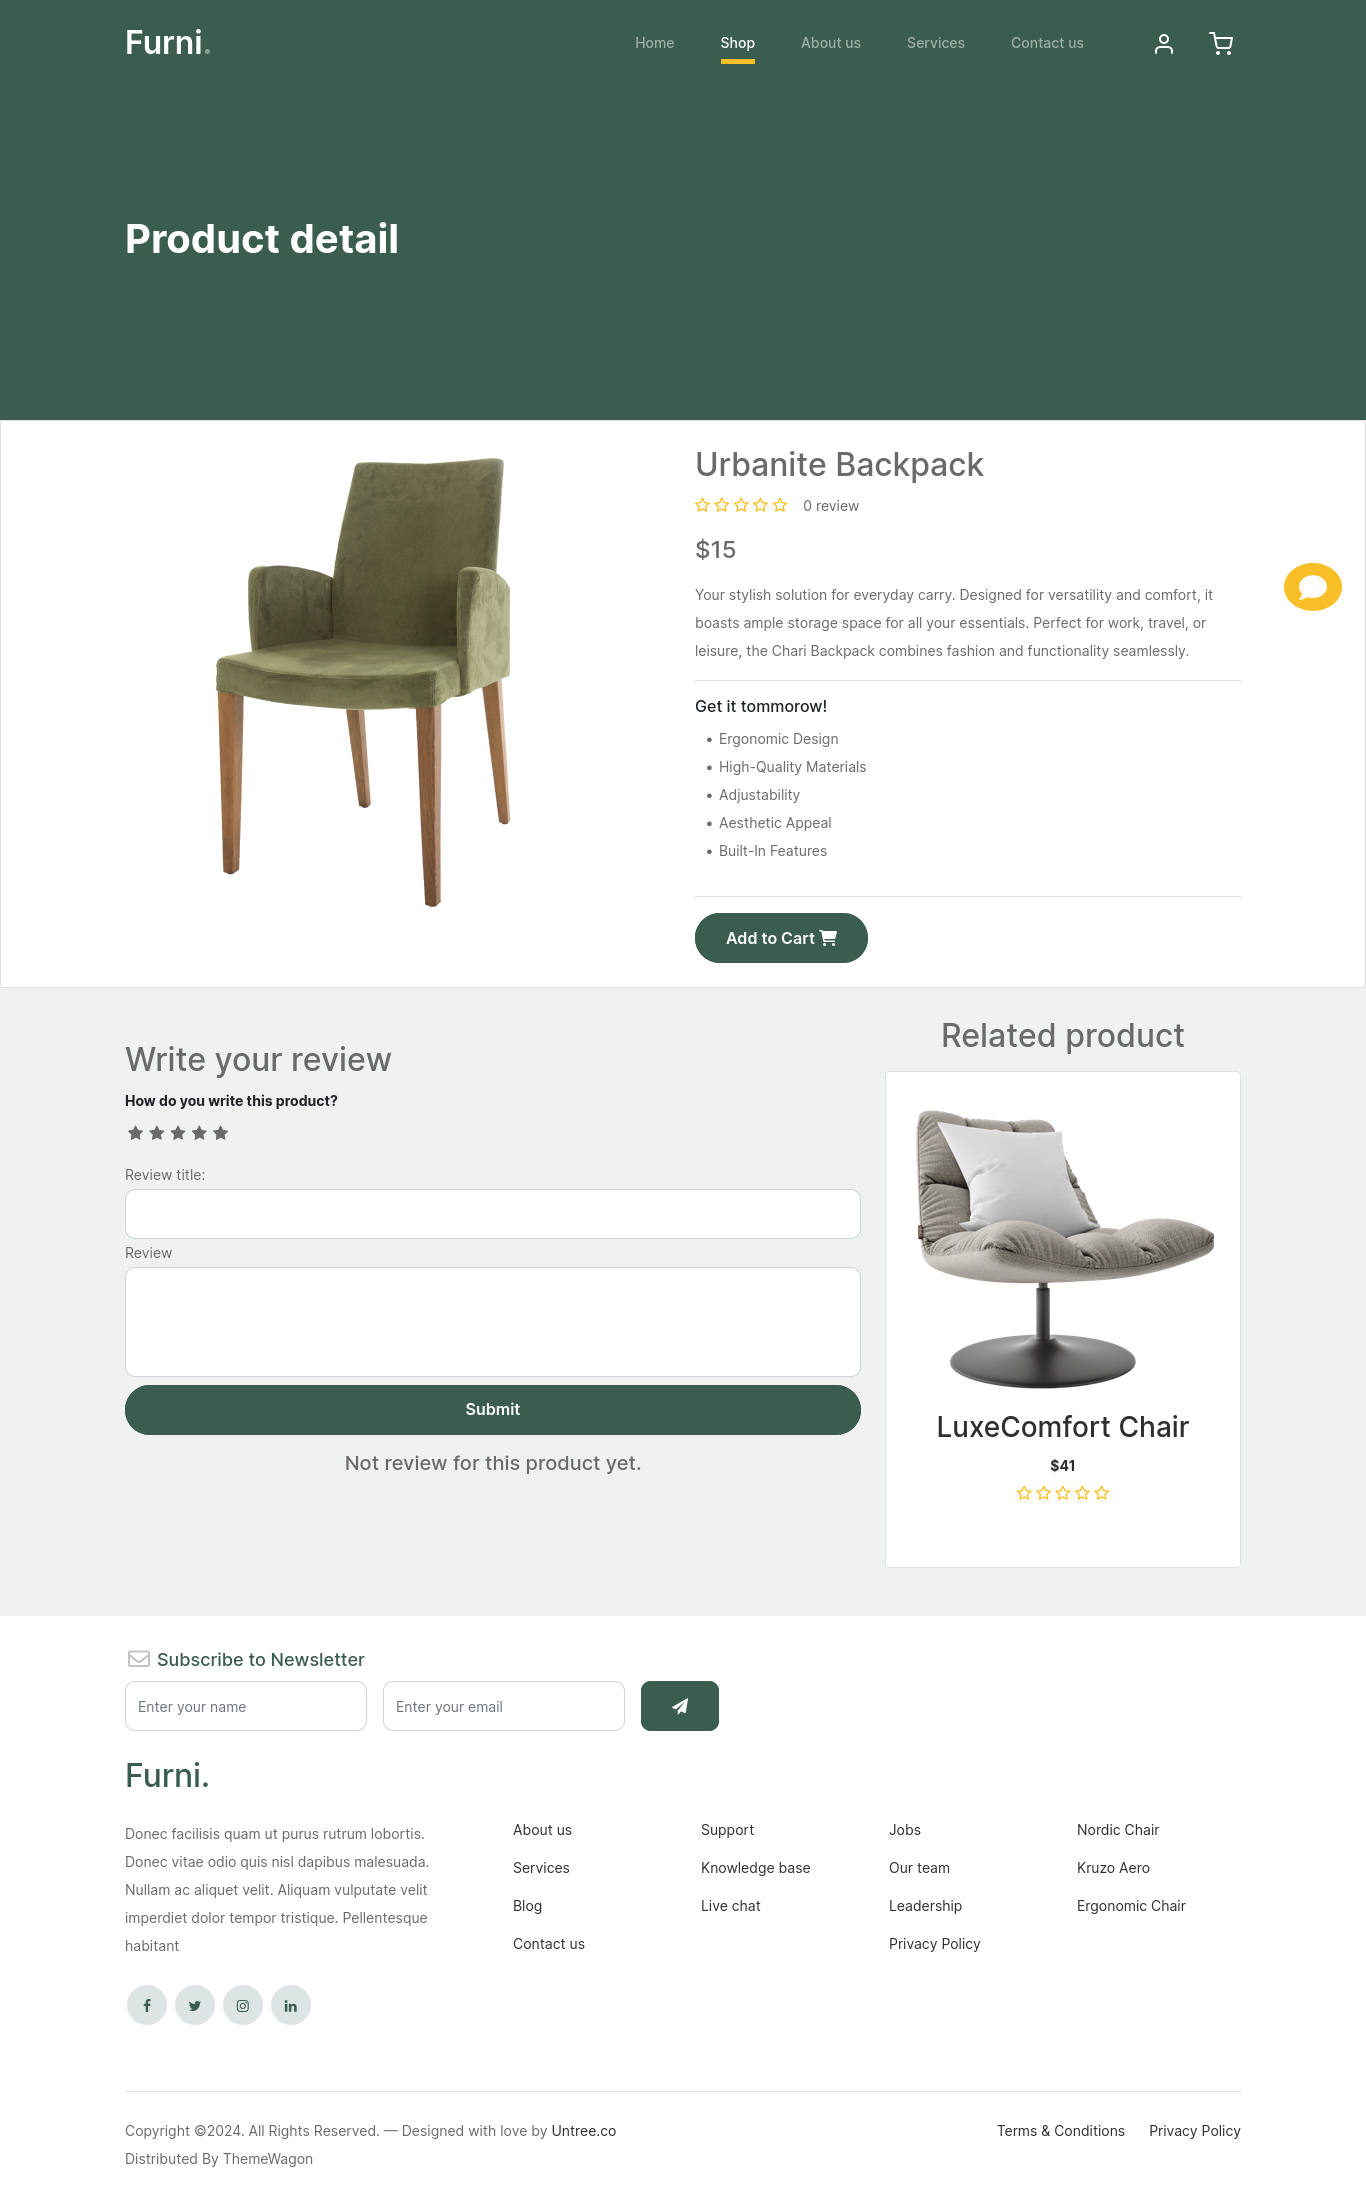 Furni.
Home
Shop
About us
Services
Contact us
Product detail
Urbanite Backpack
0 review
$15
Your stylish solution for everyday carry. Designed for versatility and comfort, it
boasts ample storage space for all your essentials. Perfect for work, travel, or
leisure, the Chari Backpack combines fashion and functionality seamlessly.
Get it tommorow!
• Ergonomic Design
• High-Quality Materials
• Adjustability
• Aesthetic Appeal
• Built-In Features
Add to Cart
Write your review
How do you write this product?
Review title:
Review
Submit
Not review for this product yet.
Related product
LuxeComfort Chair
$41
Subscribe to Newsletter
Enter your name
Enter your email
Furni.
Donec facilisis quam ut purus rutrum lobortis.
Donec vitae odio quis nisl dapibus malesuada.
Nullam ac aliquet velit. Aliquam vulputate velit
imperdiet dolor tempor tristique. Pellentesque
habitant
About us
Services
Blog
Contact us
Support
Knowledge base
Live chat
Jobs
Our team
Leadership
Privacy Policy
Nordic Chair
Kruzo Aero
Ergonomic Chair
Copyright ©2024. All Rights Reserved. — Designed with love by Untree.co
Distributed By ThemeWagon
Terms & Conditions
Privacy Policy